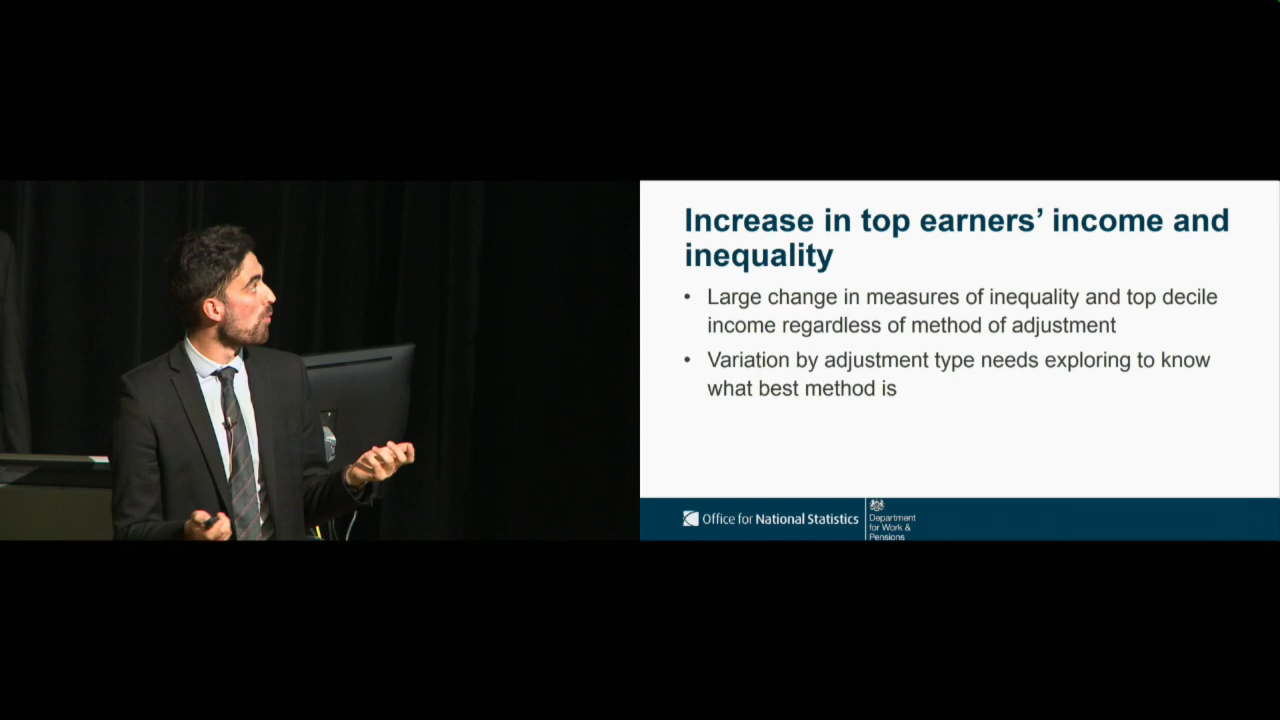 Increase in top earners’ income and
inequality
• Large change in measures of inequality and top decile
income regardless of method of adjustment
• Variation by adjustment type needs exploring to know
what best method is
Office for National Statistics
Department
for Work &
Pensions